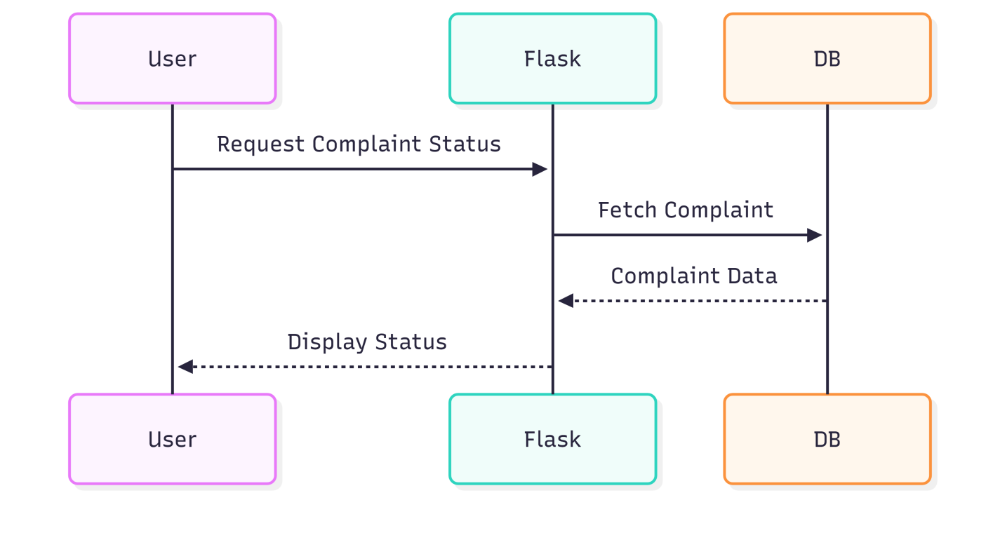 User
Flask
DB
Request Complaint Status
Fetch Complaint
Complaint Data
Display Status
User
Flask
DB